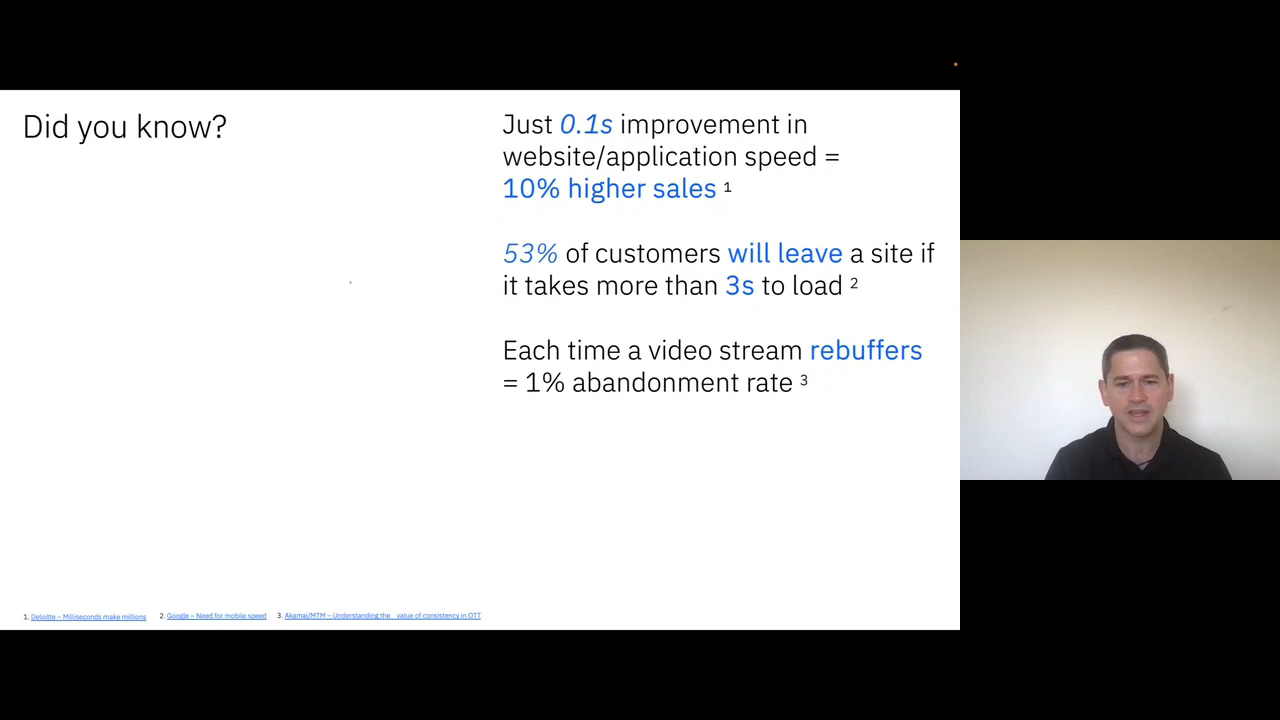 Did you know?
Just 0.1s improvement in
website/application speed =
10% higher sales 1
53% of customers will leave a site if
it takes more than 3s to load 2
Each time a video stream rebuffers
= 1% abandonment rate 3
1. Deloitte – Milliseconds make millions 2. Google – Need for mobile speed 3. Akamai/MTM – Understanding the value of consistency in OTT